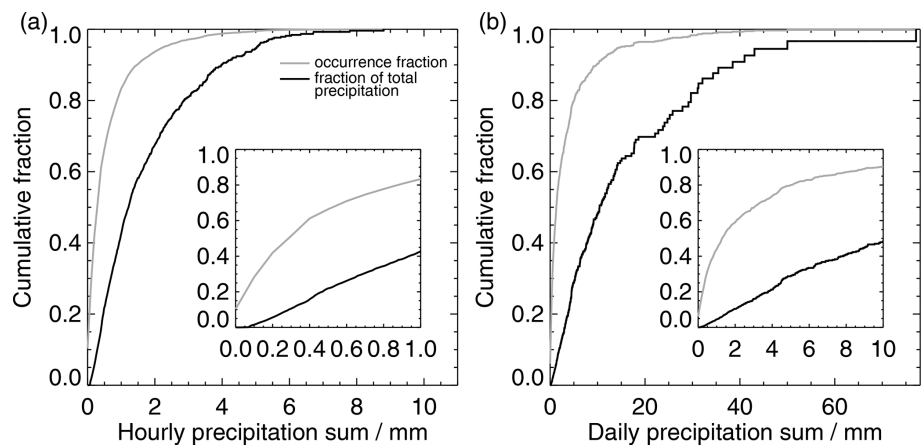 (a)
1.0
0.8
0.6
0.4
0.2
0.0
Cumulative fraction
occurrence fraction
fraction of total
precipitation
1.0
0.8
0.6
0.4
0.2
0.0
0.0 0.2 0.4 0.6 0.8 1.0
0 2 4 6 8 10
Hourly precipitation sum / mm
(b)
1.0
0.8
0.6
0.4
0.2
0.0
Cumulative fraction
1.0
0.8
0.6
0.4
0.2
0.0
0 2 4 6 8 10
0 20 40 60
Daily precipitation sum / mm